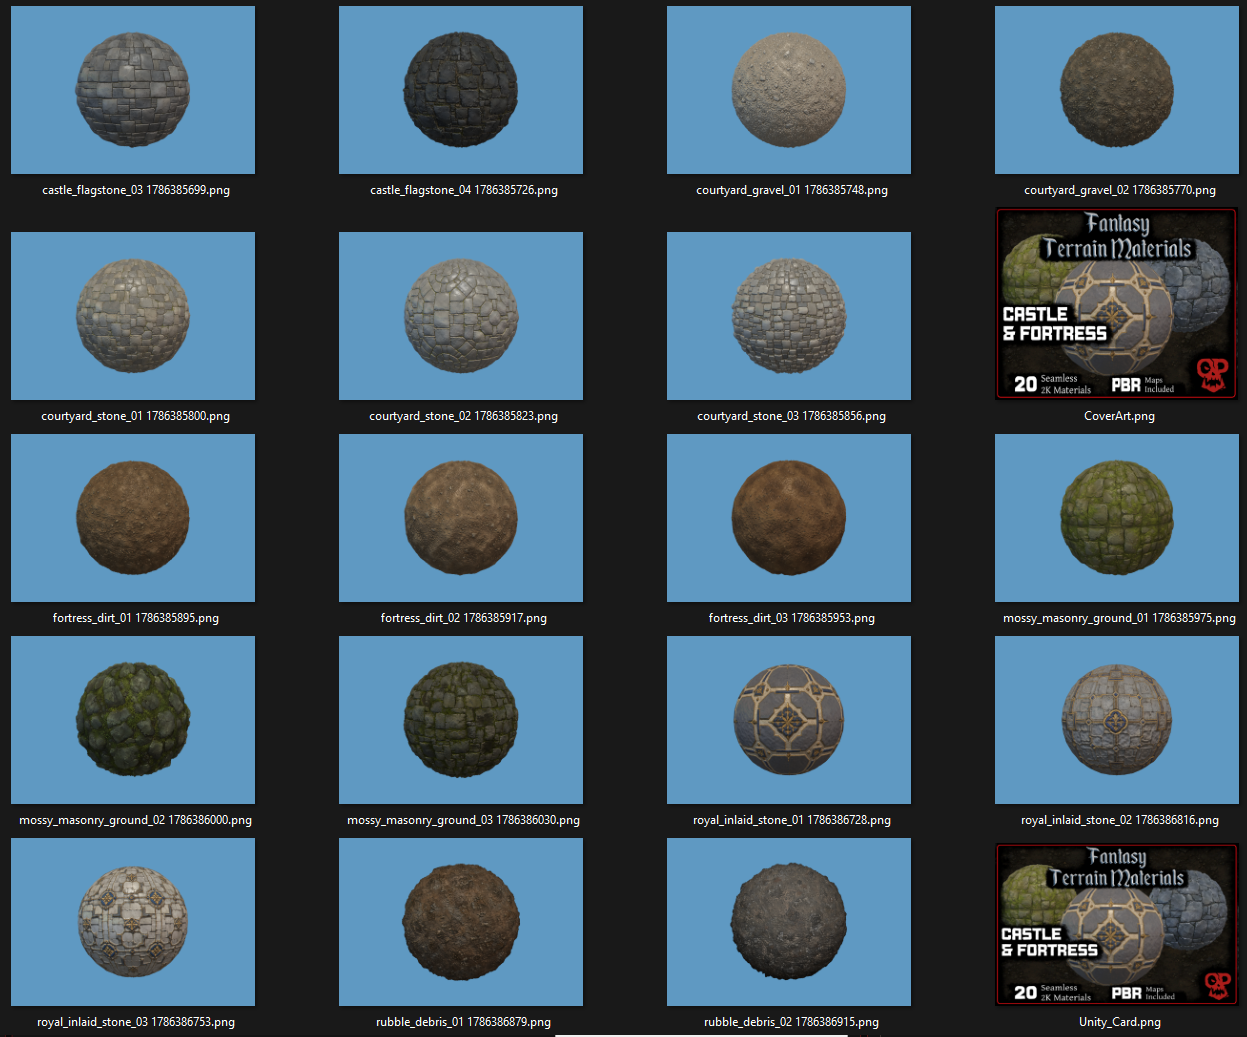 castle_flagstone_03 1786385699.png
castle_flagstone_04 1786385726.png
courtyard_gravel_01 1786385748.png
courtyard_gravel_02 1786385770.png
Fantasy
Terrain Materials
CASTLE
& FORTRESS
20 Seamless
2K Materials
PBR Maps
Included
courtyard_stone_01 1786385800.png
courtyard_stone_02 1786385823.png
courtyard_stone_03 1786385856.png
CoverArt.png
fortress_dirt_01 1786385895.png
fortress_dirt_02 1786385917.png
fortress_dirt_03 1786385953.png
mossy_masonry_ground_01 1786385975.png
mossy_masonry_ground_02 1786386000.png
mossy_masonry_ground_03 1786386030.png
royal_inlaid_stone_01 1786386728.png
royal_inlaid_stone_02 1786386816.png
Fantasy
Terrain Materials
CASTLE
& FORTRESS
20 Seamless
2K Materials
PBR Maps
Included
royal_inlaid_stone_03 1786386753.png
rubble_debris_01 1786386879.png
rubble_debris_02 1786386915.png
Unity_Card.png